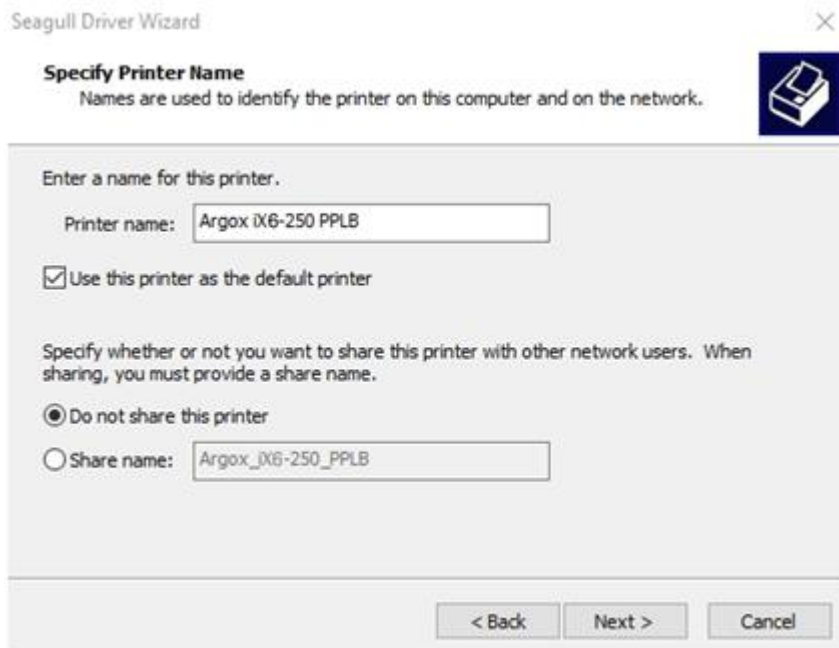 Seagull Driver Wizard
Specify Printer Name
Names are used to identify the printer on this computer and on the network.
Enter a name for this printer.
Printer name: Argox iX6-250 PPLB
Use this printer as the default printer
Specify whether or not you want to share this printer with other network users. When
sharing, you must provide a share name.
Do not share this printer
Share name: Argox_iX6-250_PPLB
< Back Next > Cancel